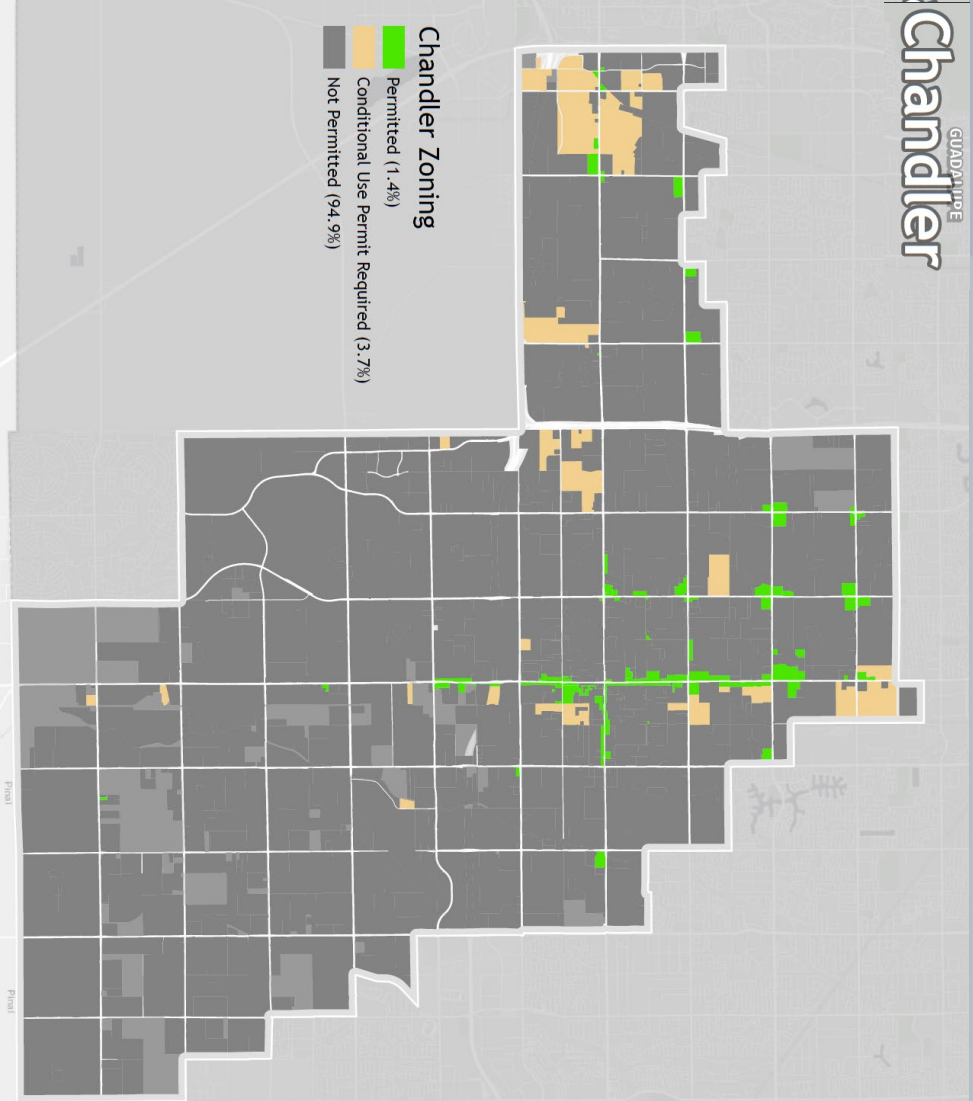 GUADALUPE
Chandler
Chandler Zoning
Permitted (1.4%)
Conditional Use Permit Required (3.7%)
Not Permitted (94.9%)
Pinal
Pinal